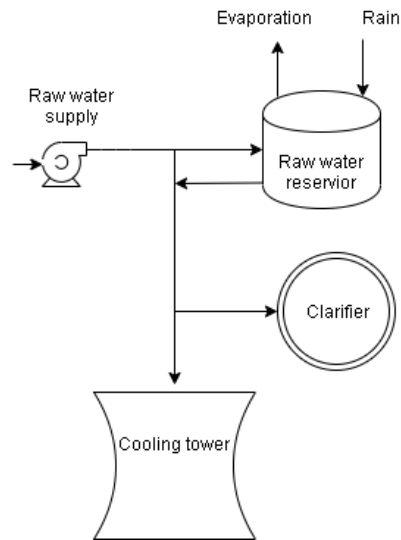 Evaporation
Rain
Raw water
supply
Raw water
reservior
Clarifier
Cooling tower